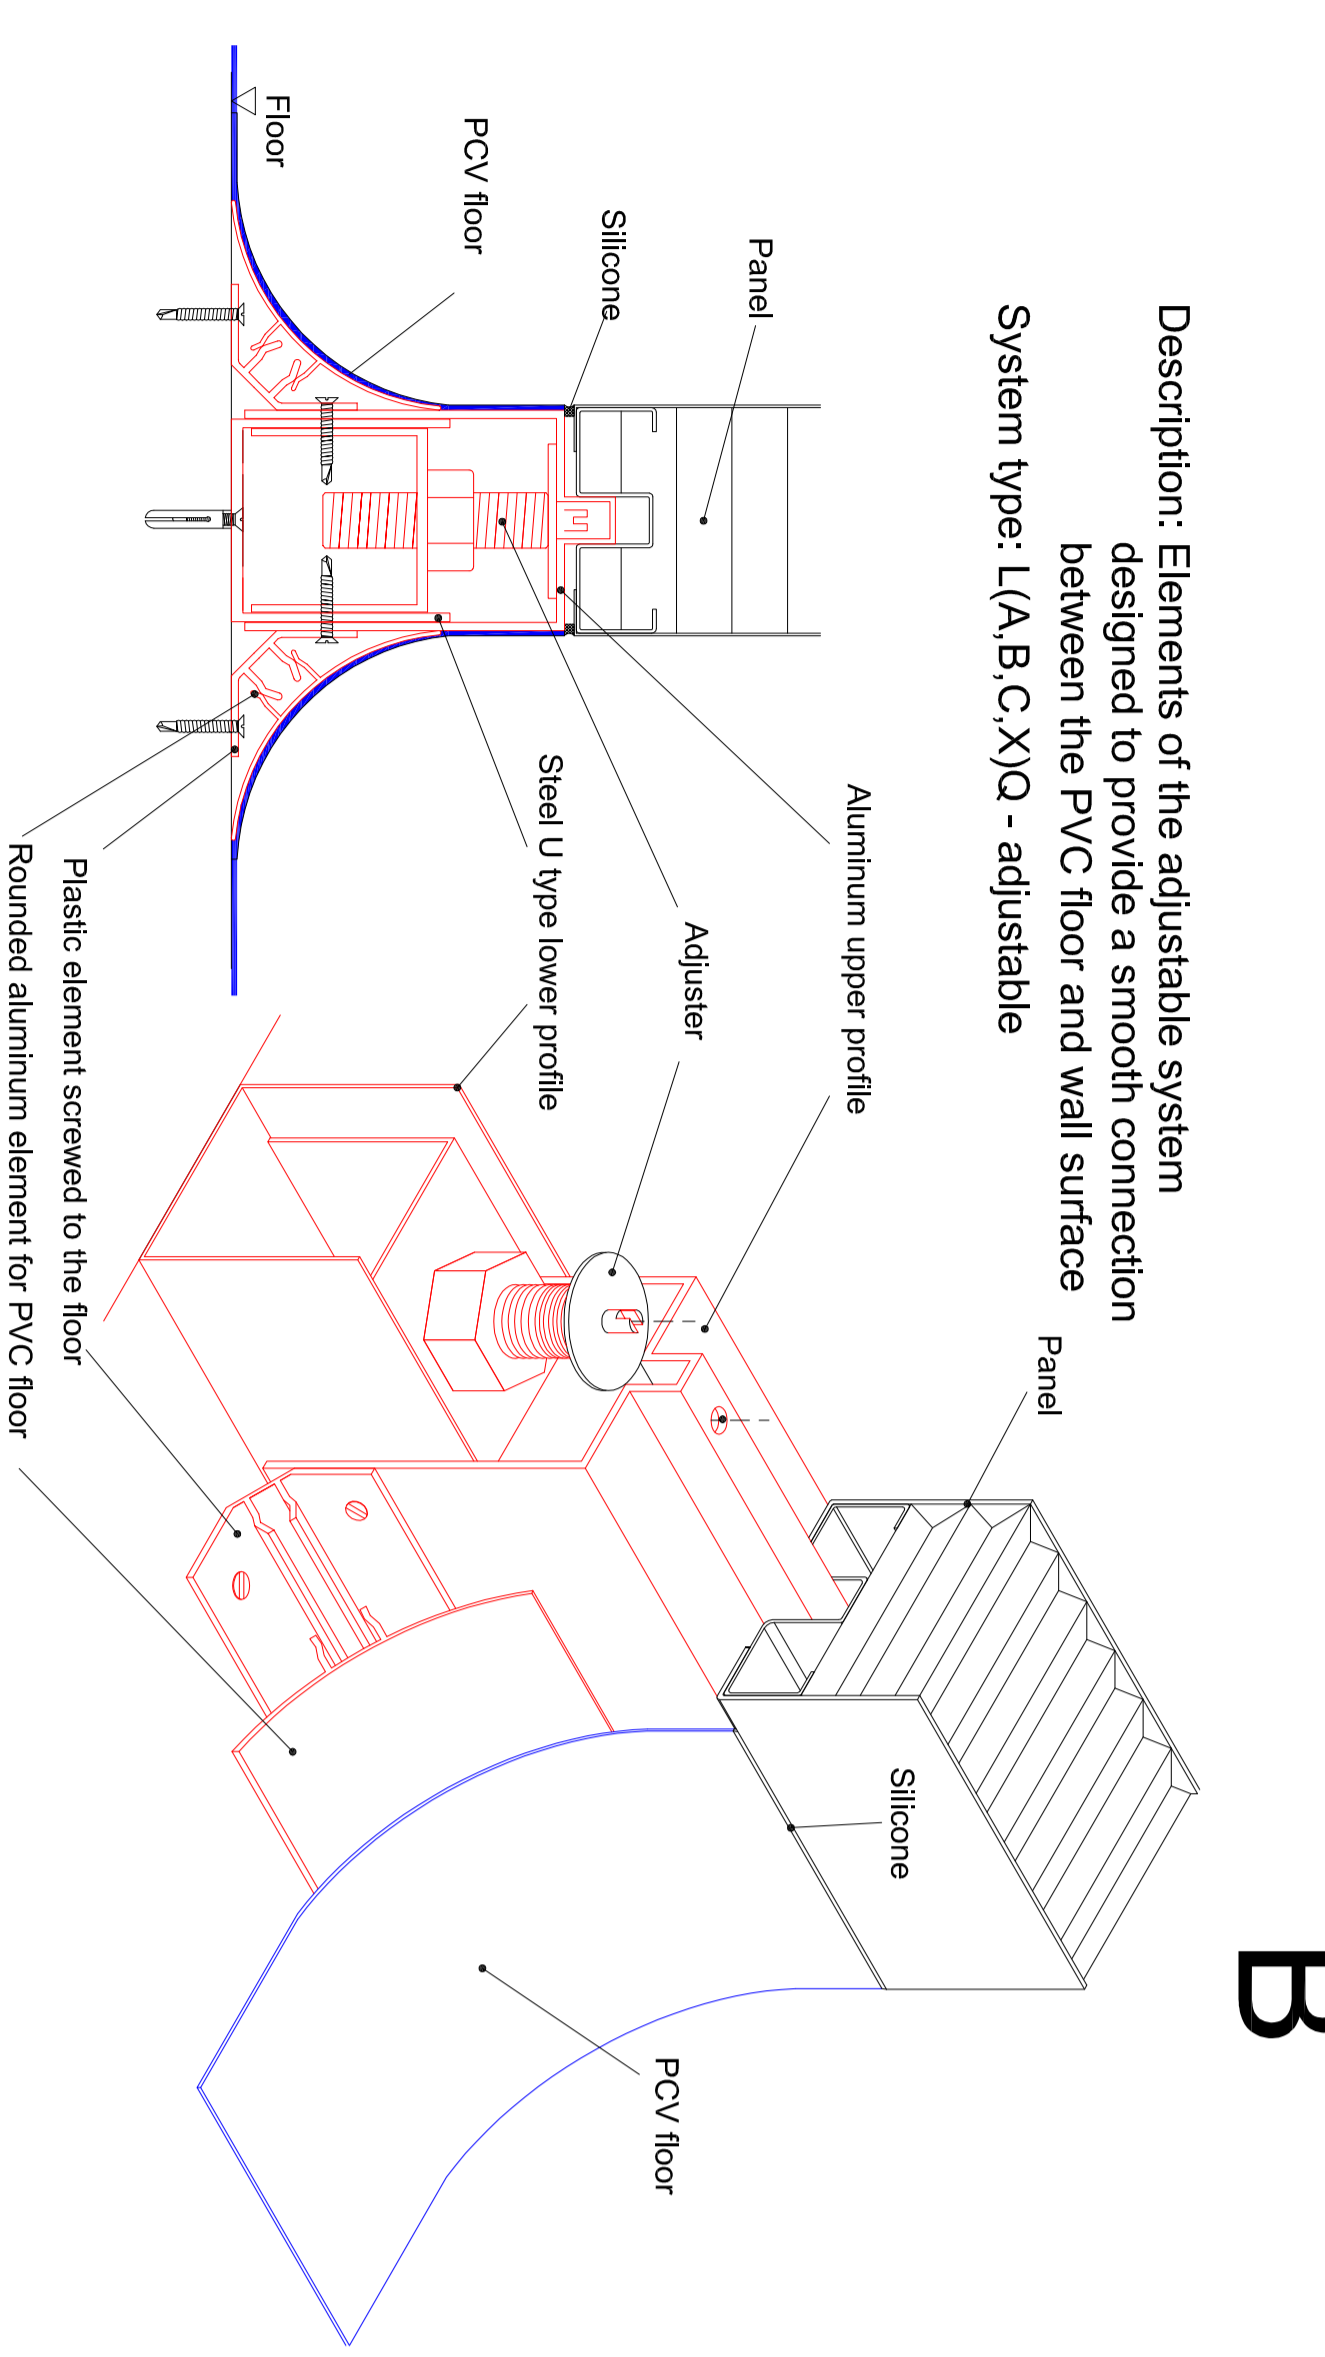 B
Description: Elements of the adjustable system
designed to provide a smooth connection
between the PVC floor and wall surface
System type: L(A,B,C,X)Q - adjustable
Panel
Silicone
PCV floor
Floor
Aluminum upper profile
Adjuster
Steel U type lower profile
Plastic element screwed to the floor
Rounded aluminum element for PVC floor
Panel
Silicone
PCV floor